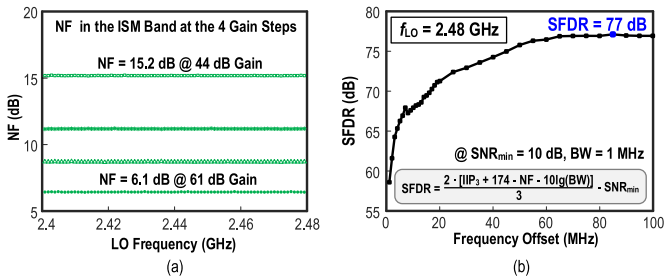 NF in the ISM Band at the 4 Gain Steps
NF = 15.2 dB @ 44 dB Gain
NF = 6.1 dB @ 61 dB Gain
NF (dB)
20
15
10
5
2.4
2.42
2.44
2.46
2.48
LO Frequency (GHz)
(a)
fLO = 2.48 GHz
SFDR = 77 dB
@ SNRmin = 10 dB, BW = 1 MHz
SFDR = 2 · [IIP3 + 174 - NF - 10lg(BW)] / 3 - SNRmin
SFDR (dB)
80
75
70
65
60
55
0
20
40
60
80
100
Frequency Offset (MHz)
(b)